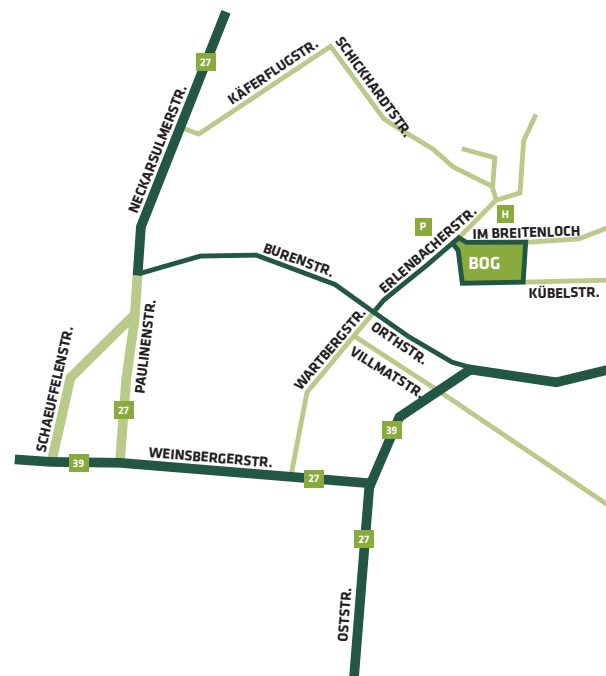 27
KÄFERFLUGSTR.
SCHICKHARDTSTR.
NECKARSULMERSTR.
P
H
ERLENBACHERSTR.
IM BREITENLOCH
BURENSTR.
BOG
KÜBELSTR.
WARTBERGSTR.
ORTHSTR.
PAULINENSTR.
SCHAEUFFELENSTR.
VILLMATSTR.
27
39
39
WEINSBERGERSTR.
27
27
OSTSTR.